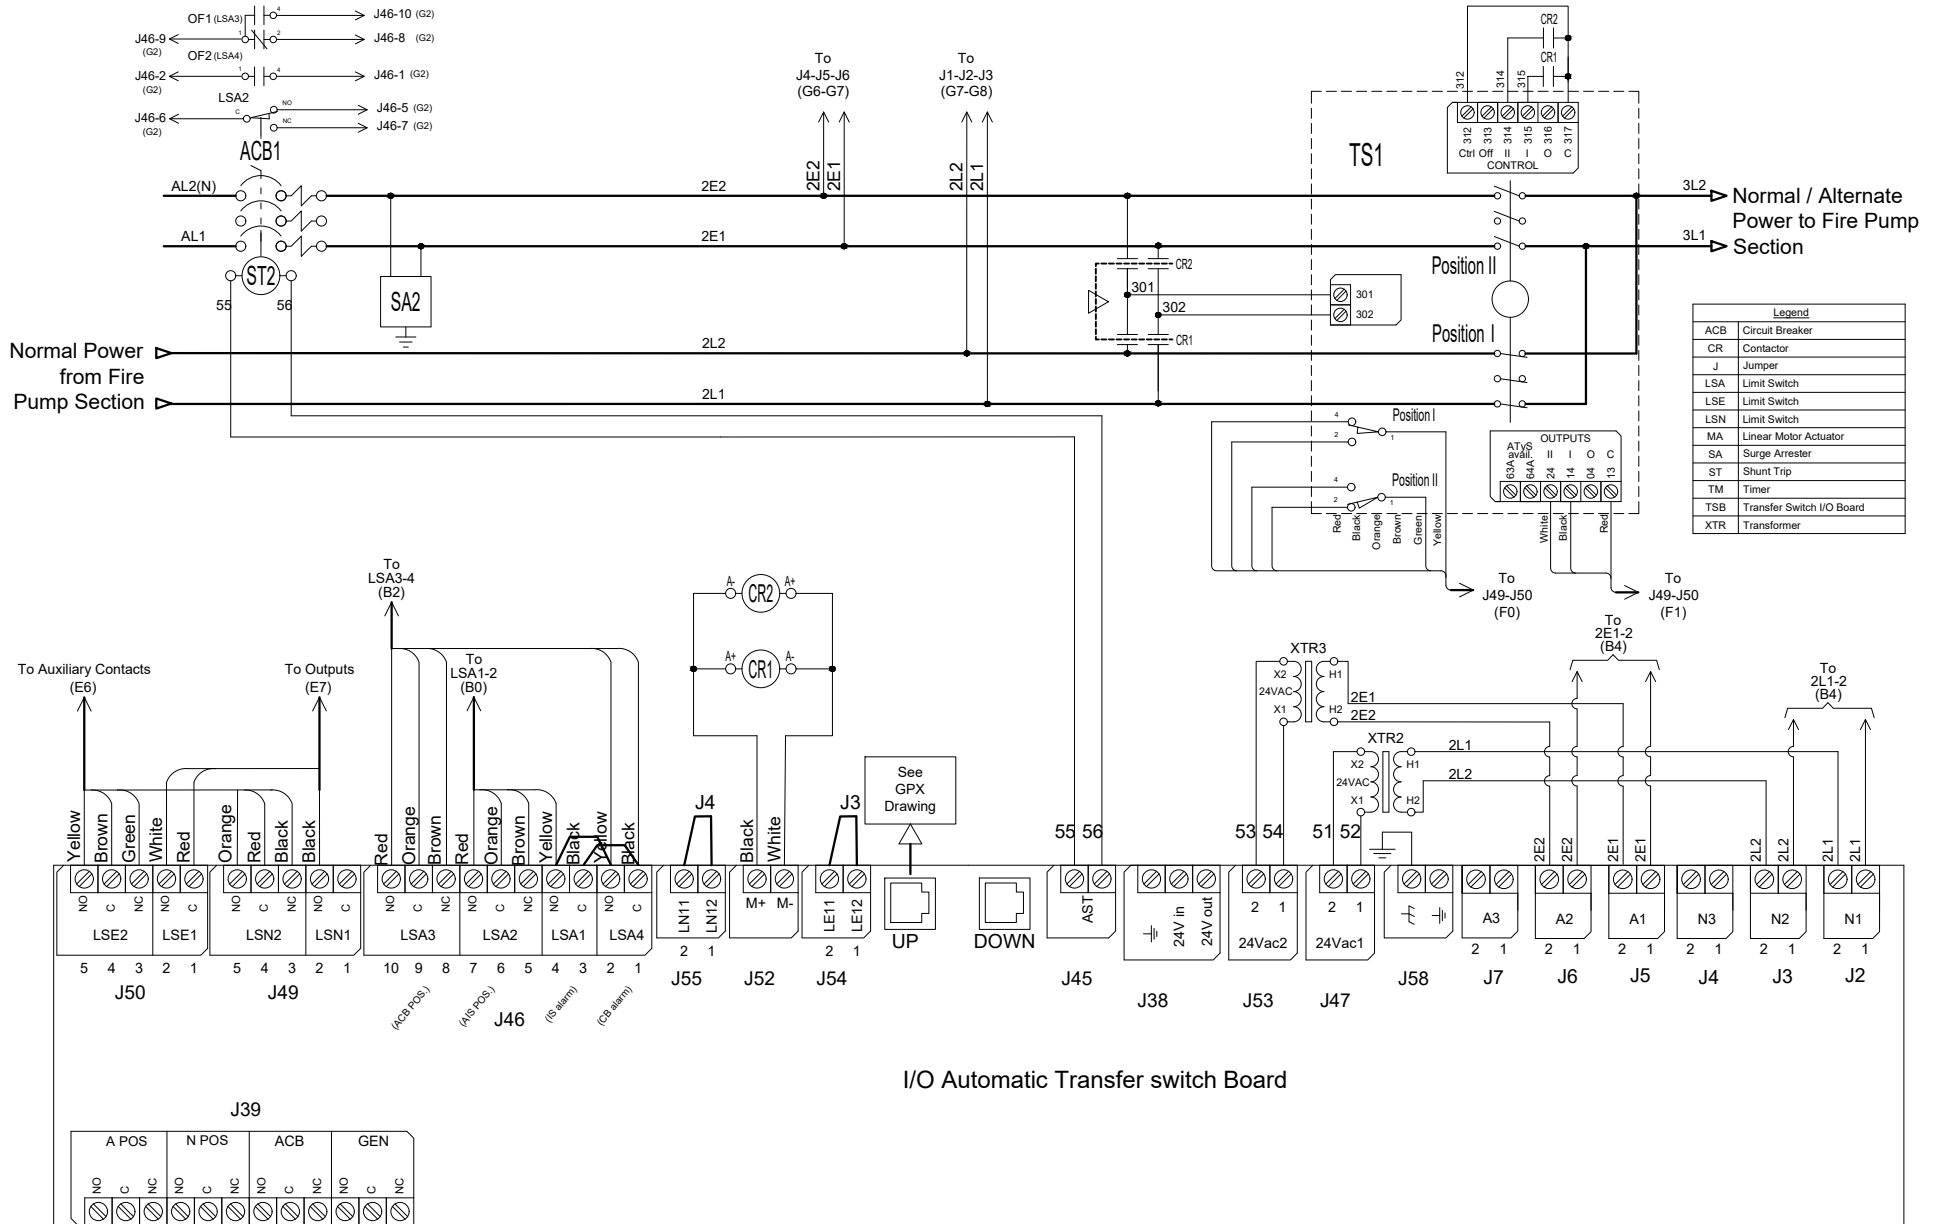 OF1 (LSA3)
4
J46-10 (G2)
J46-9
(G2)
1
2
J46-8 (G2)
OF2 (LSA4)
J46-2
(G2)
1
4
J46-1 (G2)
LSA2
NO
J46-5 (G2)
J46-6
(G2)
C
NC
J46-7 (G2)
ACB1
AL2(N)
AL1
ST2
55
56
SA2
2E2
2E1
To
J4-J5-J6
(G6-G7)
2E2
2E1
To
J1-J2-J3
(G7-G8)
2L2
2L1
Normal Power
from Fire
Pump Section
2L2
2L1
CR2
301
302
CR1
TS1
312
314
315
CR2
CR1
312 313 314 315 316 317
Ctrl Off II I O C
CONTROL
301
302
Position II
Position I
3L2
3L1
Normal / Alternate
Power to Fire Pump
Section
Legend
ACB Circuit Breaker
CR Contactor
J Jumper
LSA Limit Switch
LSE Limit Switch
LSN Limit Switch
MA Linear Motor Actuator
SA Surge Arrester
ST Shunt Trip
TM Timer
TSB Transfer Switch I/O Board
XTR Transformer
4
2
1
Position I
4
2
1
Position II
Red
Black
Orange
Brown
Green
Yellow
OUTPUTS
ATyS
avail. II I O C
63A 64A 24 14 04 13
White
Black
Red
To
J49-J50
(F0)
To
J49-J50
(F1)
To Auxiliary Contacts
(E6)
To Outputs
(E7)
To
LSA3-4
(B2)
To
LSA1-2
(B0)
A- CR2 A+
A+ CR1 A-
See
GPX
Drawing
J4
J3
XTR3
X2
24VAC
X1
H1
H2
2E1
2E2
XTR2
X2
24VAC
X1
H1
H2
2L1
2L2
To
2E1-2
(B4)
To
2L1-2
(B4)
Yellow
Brown
Green
White
Red
Orange
Red
Black
Black
Red
Orange
Brown
Red
Orange
Brown
Yellow
Black
Yellow
Black
Black
White
55 56
53 54
51 52
2E2
2E2
2E1
2E1
2L2
2L2
2L1
2L1
NO C NC NO C
LSE2 LSE1
5 4 3 2 1
J50
NO C NC NO C
LSN2 LSN1
5 4 3 2 1
J49
NO C NC NO C NC NO C NO C
LSA3 LSA2 LSA1 LSA4
10 9 8 7 6 5 4 3 2 1
(ACB POS.)
(AIS POS.)
(IS alarm)
(CB alarm)
J46
LN11 LN12
2 1
J55
M+ M-
J52
LE11 LE12
2 1
J54
UP
DOWN
AST
J45
24V in
24V out
J38
2 1
24Vac2
J53
2 1
24Vac1
J47
J58
A3
2 1
J7
A2
2 1
J6
A1
2 1
J5
N3
2 1
J4
N2
2 1
J3
N1
2 1
J2
I/O Automatic Transfer switch Board
J39
A POS N POS ACB GEN
NO C NC NO C NC NO C NC NO C NC